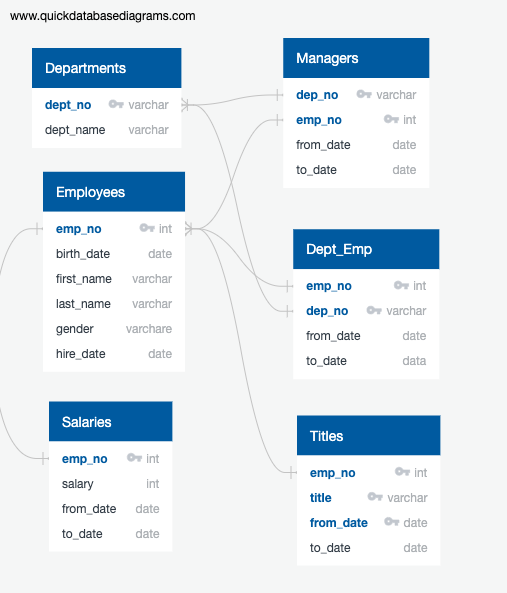 www.quickdatabasediagrams.com
Departments
dept_no varchar
dept_name varchar
Employees
emp_no int
birth_date date
first_name varchar
last_name varchar
gender varchare
hire_date date
Salaries
emp_no int
salary int
from_date date
to_date date
Managers
dep_no varchar
emp_no int
from_date date
to_date date
Dept_Emp
emp_no int
dep_no varchar
from_date date
to_date data
Titles
emp_no int
title varchar
from_date date
to_date date